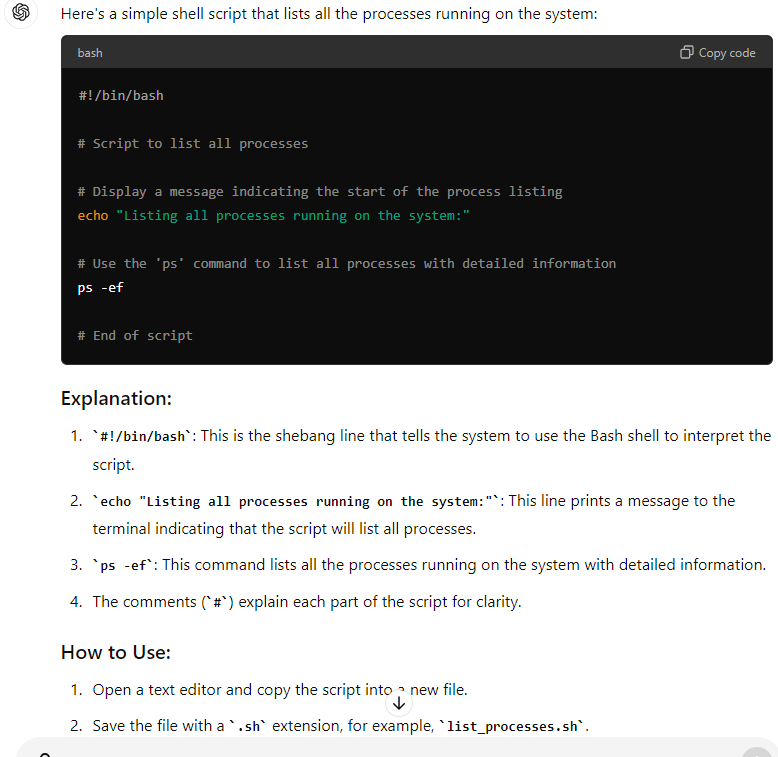 Here's a simple shell script that lists all the processes running on the system:
bash
Copy code
#!/bin/bash
# Script to list all processes
# Display a message indicating the start of the process listing
echo "Listing all processes running on the system:"
# Use the 'ps' command to list all processes with detailed information
ps -ef
# End of script
Explanation:
1. `#!/bin/bash`: This is the shebang line that tells the system to use the Bash shell to interpret the
script.
2. `echo "Listing all processes running on the system:"`: This line prints a message to the
terminal indicating that the script will list all processes.
3. `ps -ef`: This command lists all the processes running on the system with detailed information.
4. The comments (`#`) explain each part of the script for clarity.
How to Use:
1. Open a text editor and copy the script into a new file.
2. Save the file with a `.sh` extension, for example, `list_processes.sh`.